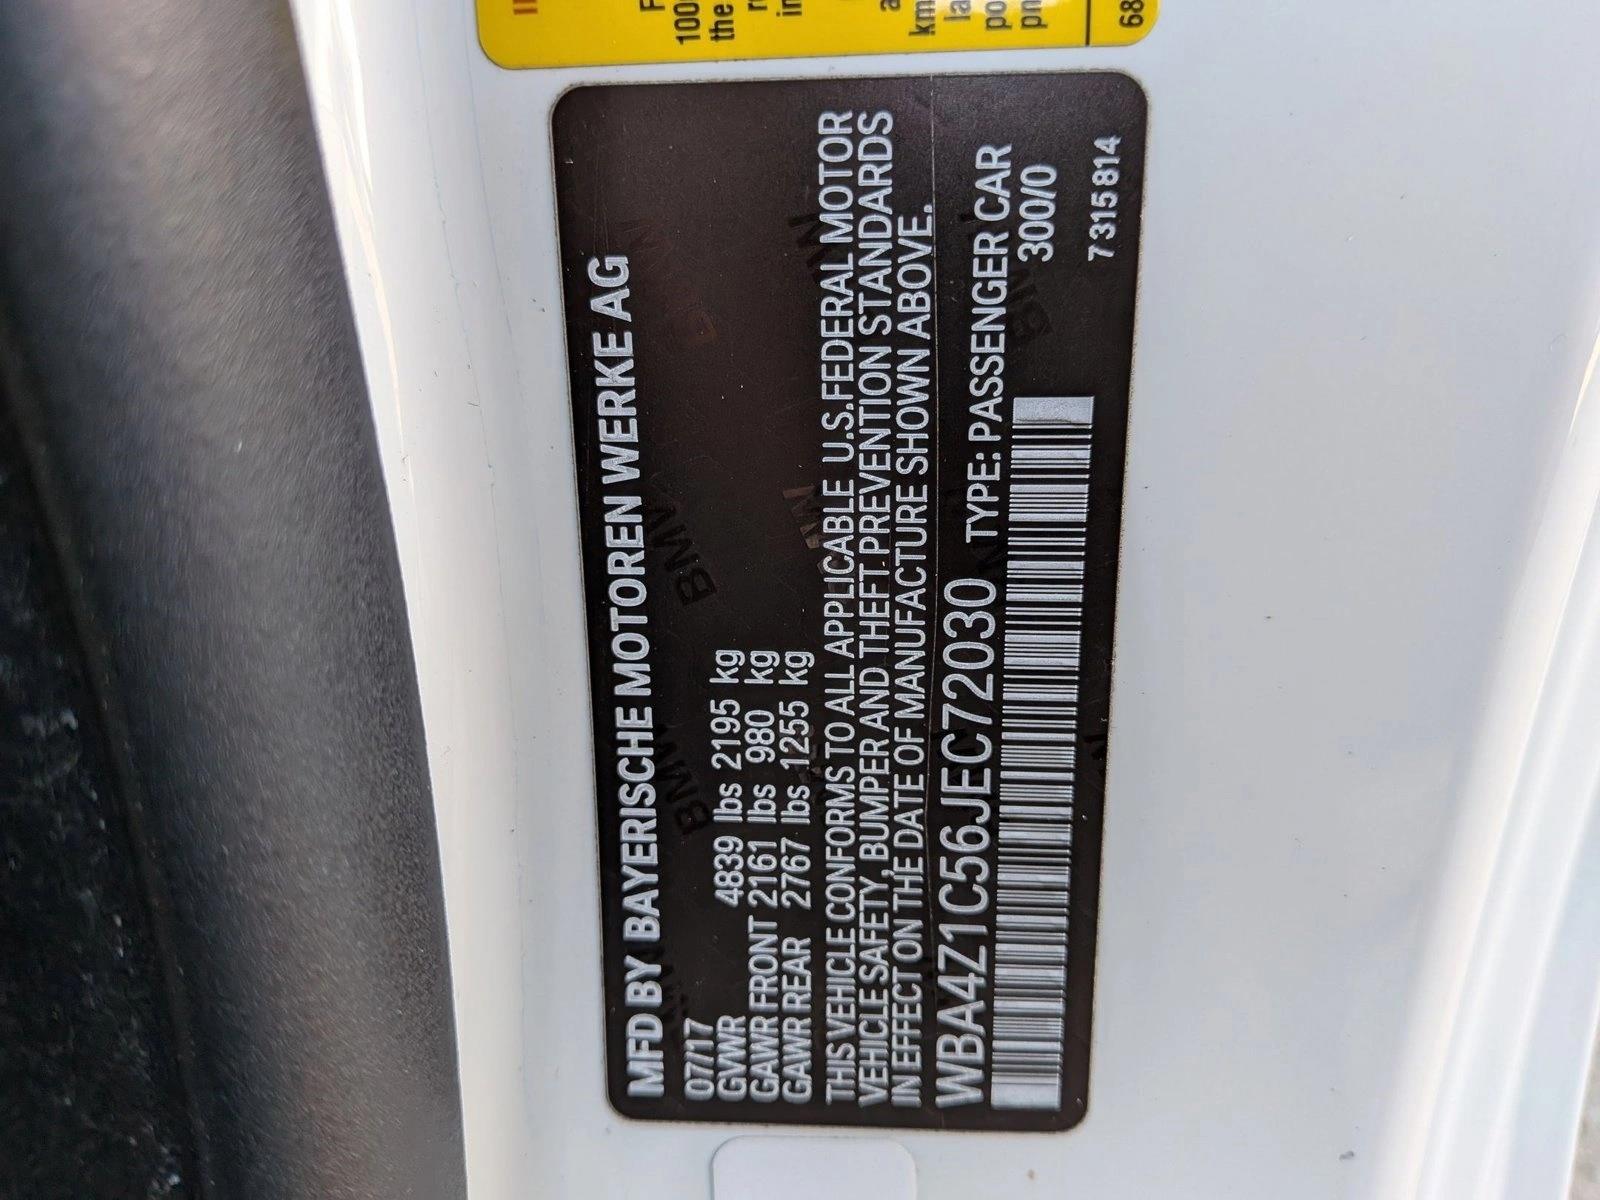 MFD BY BAYERISCHE MOTOREN WERKE AG
07/17
GVWR 4839 lbs 2195 kg
GAWR FRONT 2161 lbs 980 kg
GAWR REAR 2767 lbs 1255 kg
THIS VEHICLE CONFORMS TO ALL APPLICABLE U.S.FEDERAL MOTOR
VEHICLE SAFETY, BUMPER AND THEFT PREVENTION STANDARDS
IN EFFECT ON THE DATE OF MANUFACTURE SHOWN ABOVE.
WBA4Z1C56JEC72030 TYPE: PASSENGER CAR
300/0
7315814